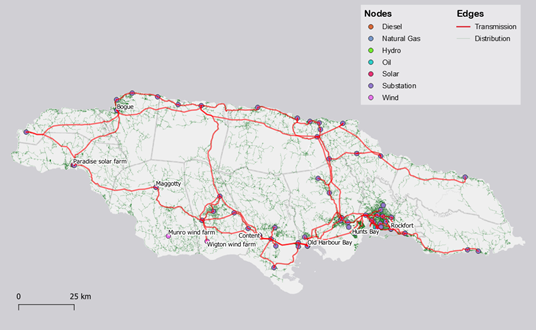 Nodes
Diesel
Natural Gas
Hydro
Oil
Solar
Substation
Wind
Edges
Transmission
Distribution
Bogue
Paradise solar farm
Maggotty
Munro wind farm
Wigton wind farm
Content
Old Harbour Bay
Hunts Bay
Rockfort
0 25 km